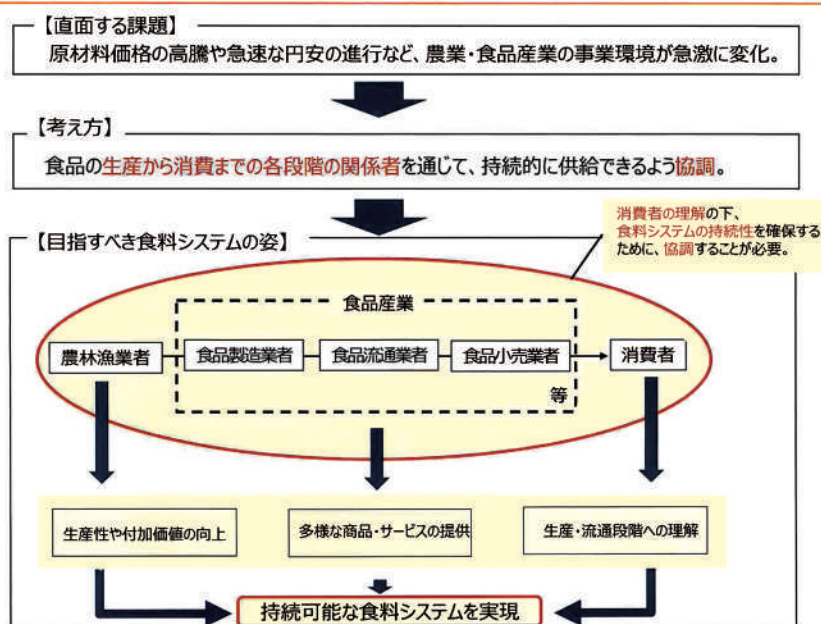 【直面する課題】
原材料価格の高騰や急速な円安の進行など、農業・食品産業の事業環境が急激に変化。
【考え方】
食品の生産から消費までの各段階の関係者を通じて、持続的に供給できるよう協調。
消費者の理解の下、
食料システムの持続性を確保する
ために、協調することが必要。
【目指すべき食料システムの姿】
食品産業
農林漁業者
食品製造業者
食品流通業者
食品小売業者
消費者
等
生産性や付加価値の向上
多様な商品・サービスの提供
生産・流通段階への理解
持続可能な食料システムを実現